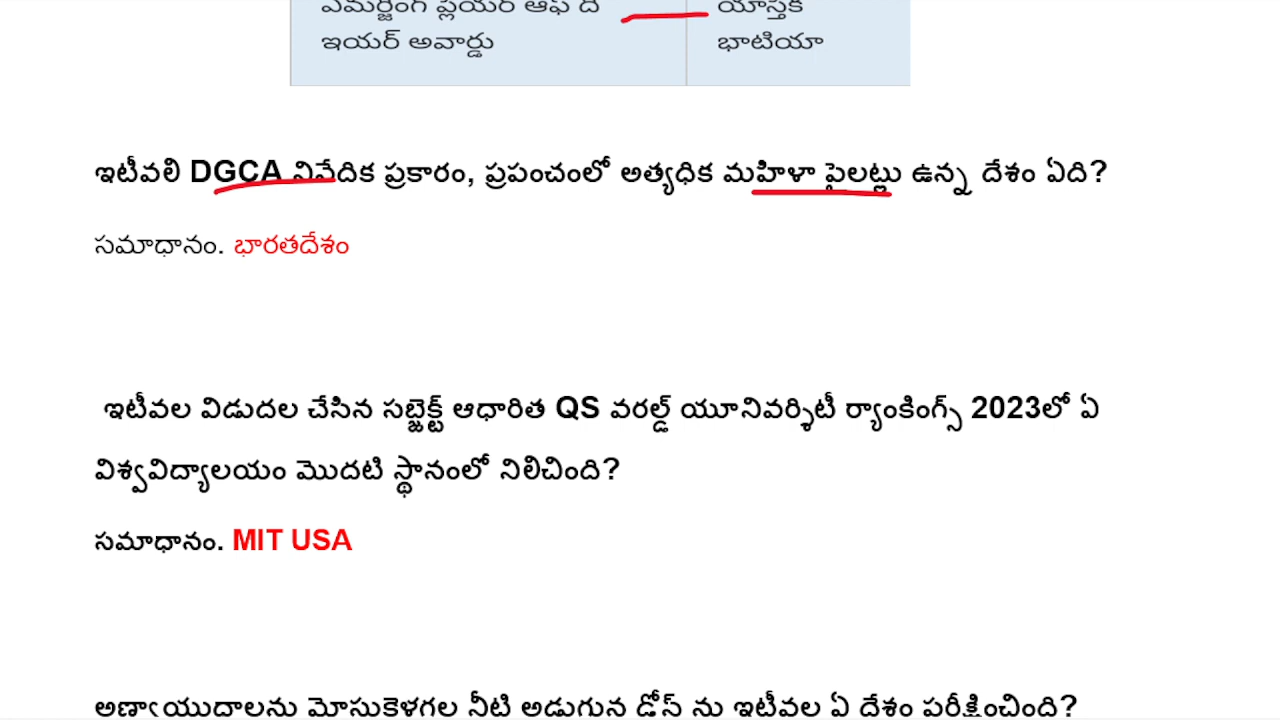 ఎమర్జింగ్ ప్లేయర్ ఆఫ్ ది యాస్తిక
ఇయర్ అవార్డు భాటియా
ఇటీవలి DGCA నివేదిక ప్రకారం, ప్రపంచంలో అత్యధిక మహిళా పైలట్లు ఉన్న దేశం ఏది?
సమాధానం. భారతదేశం
ఇటీవల విడుదల చేసిన సబ్జెక్ట్ ఆధారిత QS వరల్డ్ యూనివర్శిటీ ర్యాంకింగ్స్ 2023లో ఏ
విశ్వవిద్యాలయం మొదటి స్థానంలో నిలిచింది?
సమాధానం. MIT USA
అణ్వాయుధాలను మోసుకెళగల నీటి అడుగున డ్రోన్ ను ఇటీవల ఏ దేశం పరీక్షించింది?